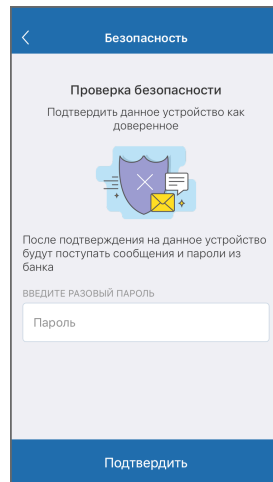 Безопасность
Проверка безопасности
Подтвердить данное устройство как
доверенное
После подтверждения на данное устройство
будут поступать сообщения и пароли из
банка
ВВЕДИТЕ РАЗОВЫЙ ПАРОЛЬ
Пароль
Подтвердить